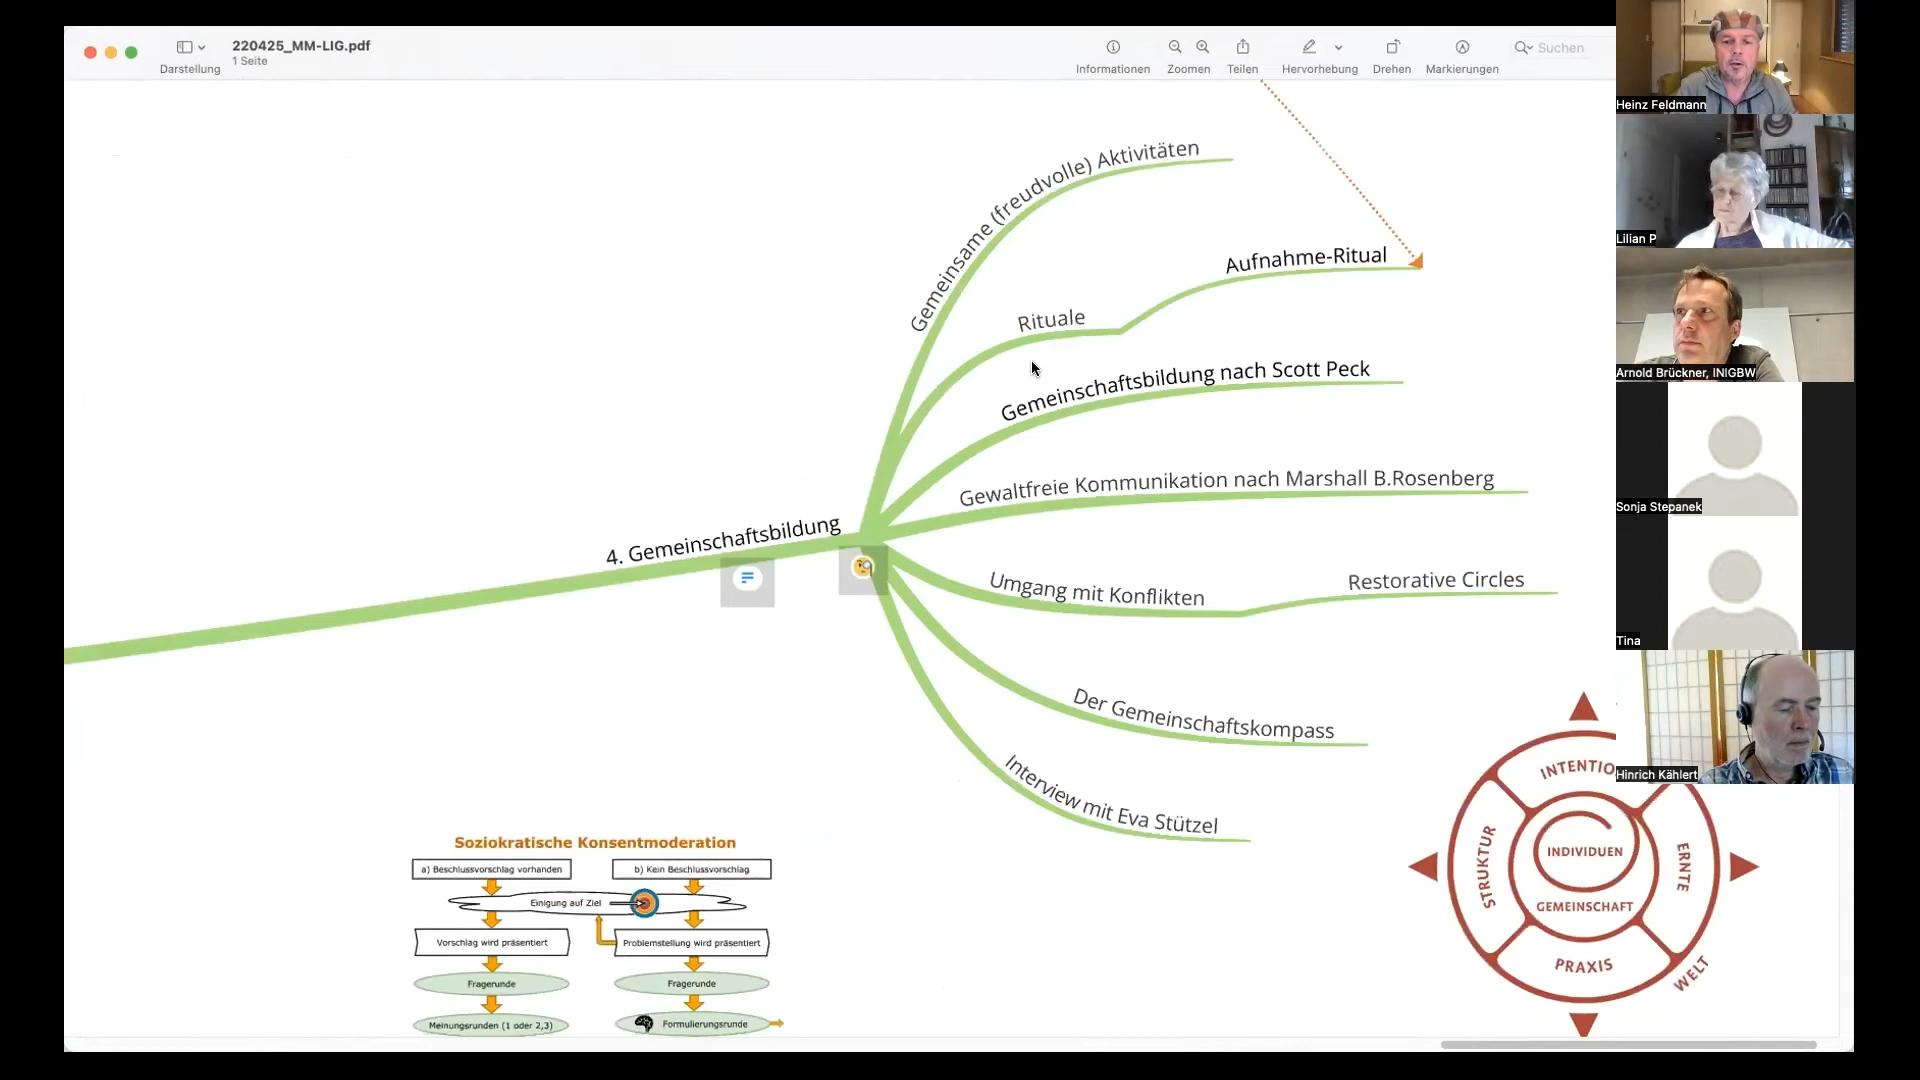 220425_MM-LIG.pdf
1 Seite
Darstellung
Informationen
Zoomen
Teilen
Hervorhebung
Drehen
Markierungen
Suchen
Gemeinsame (freudvolle) Aktivitäten
Aufnahme-Ritual
Rituale
Gemeinschaftsbildung nach Scott Peck
Gewaltfreie Kommunikation nach Marshall B.Rosenberg
4. Gemeinschaftsbildung
Umgang mit Konflikten
Restorative Circles
Der Gemeinschaftskompass
Interview mit Eva Stützel
Soziokratische Konsentmoderation
a) Beschlussvorschlag vorhanden
b) Kein Beschlussvorschlag
Einigung auf Ziel
Vorschlag wird präsentiert
Problemstellung wird präsentiert
Fragerunde
Fragerunde
Meinungsrunden (1 oder 2,3)
Formulierungsrunde
INTENTIO
STRUKTUR
INDIVIDUEN
GEMEINSCHAFT
ERNTE
PRAXIS
WELT
Heinz Feldmann
Lilian P
Arnold Brückner, INIGBW
Sonja Stepanek
Tina
Hinrich Kählert